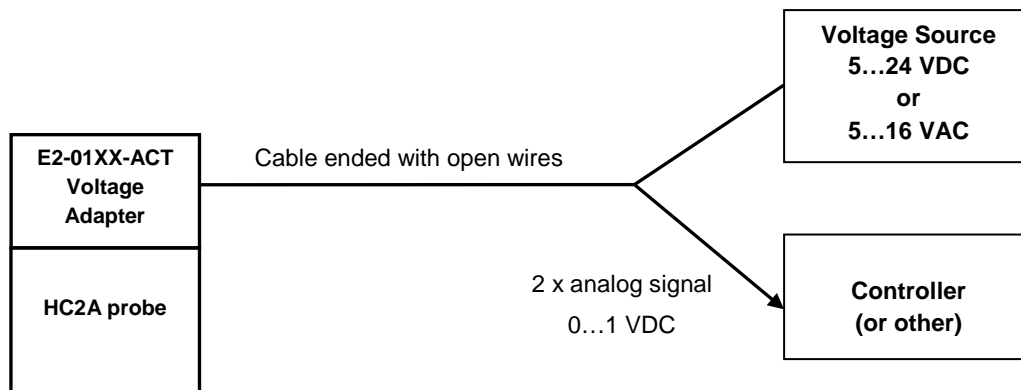 Voltage Source
5…24 VDC
or
5…16 VAC
E2-01XX-ACT
Voltage
Adapter
Cable ended with open wires
HC2A probe
2 x analog signal
0…1 VDC
Controller
(or other)